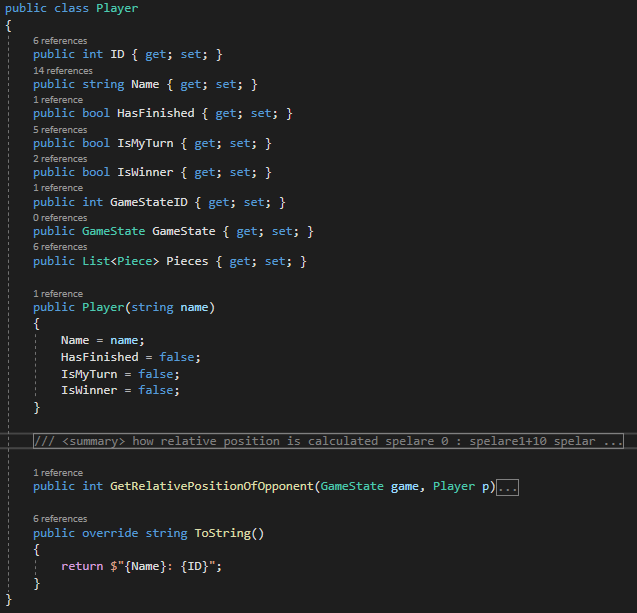 public class Player
{
6 references
public int ID { get; set; }
14 references
public string Name { get; set; }
1 reference
public bool HasFinished { get; set; }
5 references
public bool IsMyTurn { get; set; }
2 references
public bool IsWinner { get; set; }
1 reference
public int GameStateID { get; set; }
0 references
public GameState GameState { get; set; }
6 references
public List<Piece> Pieces { get; set; }
1 reference
public Player(string name)
{
Name = name;
HasFinished = false;
IsMyTurn = false;
IsWinner = false;
}
/// <summary> how relative position is calculated spelare 0 : spelare1+10 spelar ...
1 reference
public int GetRelativePositionOfOpponent(GameState game, Player p)...
6 references
public override string ToString()
{
return $"{Name}: {ID}";
}
}